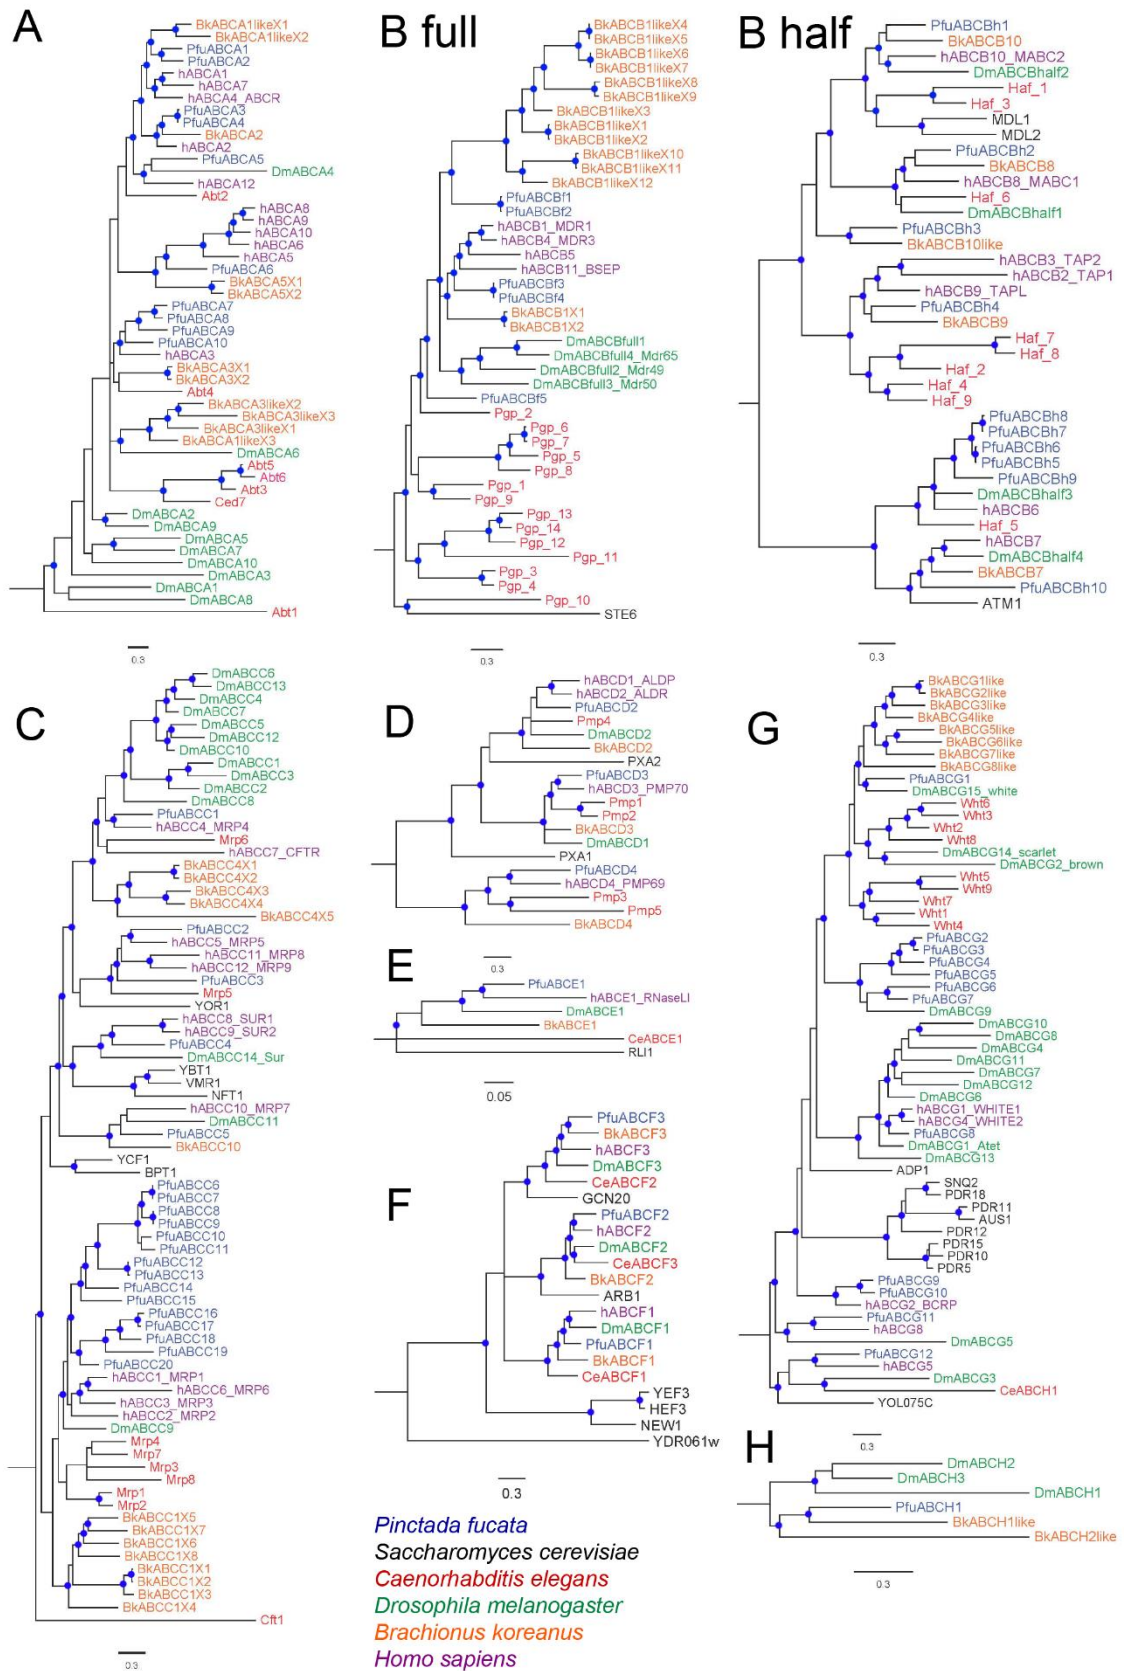 A
BkABCA1likeX1
BkABCA1likeX2
PfuABCA1
PfuABCA2
hABCA1
hABCA7
hABCA4_ABCR
PfuABCA3
PfuABCA4
BkABCA2
hABCA2
PfuABCA5
DmABCA4
hABCA12
Abt2
hABCA8
hABCA9
hABCA10
hABCA6
hABCA5
PfuABCA6
BkABCA5X1
BkABCA5X2
PfuABCA7
PfuABCA8
PfuABCA9
PfuABCA10
hABCA3
BkABCA3X1
BkABCA3X2
Abt4
BkABCA3likeX2
BkABCA3likeX3
BkABCA3likeX1
BkABCA1likeX3
DmABCA6
Abt5
Abt6
Abt3
Ced7
DmABCA2
DmABCA9
DmABCA5
DmABCA7
DmABCA10
DmABCA3
DmABCA1
DmABCA8
Abt1
0.3
B full
BkABCB1likeX4
BkABCB1likeX5
BkABCB1likeX6
BkABCB1likeX7
BkABCB1likeX8
BkABCB1likeX9
BkABCB1likeX3
BkABCB1likeX1
BkABCB1likeX2
BkABCB1likeX10
BkABCB1likeX11
BkABCB1likeX12
PfuABCBf1
PfuABCBf2
hABCB1_MDR1
hABCB4_MDR3
hABCB5
hABCB11_BSEP
PfuABCBf3
PfuABCBf4
BkABCB1X1
BkABCB1X2
DmABCBfull1
DmABCBfull4_Mdr65
DmABCBfull2_Mdr49
DmABCBfull3_Mdr50
PfuABCBf5
Pgp_2
Pgp_6
Pgp_7
Pgp_5
Pgp_8
Pgp_1
Pgp_9
Pgp_13
Pgp_14
Pgp_12
Pgp_11
Pgp_3
Pgp_4
Pgp_10
STE6
0.3
B half
PfuABCBh1
BkABCB10
hABCB10_MABC2
DmABCBhalf2
Haf_1
Haf_3
MDL1
MDL2
PfuABCBh2
BkABCB8
hABCB8_MABC1
Haf_6
DmABCBhalf1
PfuABCBh3
BkABCB10like
hABCB3_TAP2
hABCB2_TAP1
hABCB9_TAPL
PfuABCBh4
BkABCB9
Haf_7
Haf_8
Haf_2
Haf_4
Haf_9
PfuABCBh8
PfuABCBh7
PfuABCBh6
PfuABCBh5
PfuABCBh9
DmABCBhalf3
hABCB6
Haf_5
hABCB7
DmABCBhalf4
BkABCB7
PfuABCBh10
ATM1
0.3
C
DmABCC6
DmABCC13
DmABCC4
DmABCC7
DmABCC5
DmABCC12
DmABCC10
DmABCC1
DmABCC3
DmABCC2
DmABCC8
PfuABCC1
hABCC4_MRP4
Mrp6
hABCC7_CFTR
BkABCC4X1
BkABCC4X2
BkABCC4X3
BkABCC4X4
BkABCC4X5
PfuABCC2
hABCC5_MRP5
hABCC11_MRP8
hABCC12_MRP9
PfuABCC3
Mrp5
YOR1
hABCC8_SUR1
hABCC9_SUR2
PfuABCC4
DmABCC14_Sur
YBT1
VMR1
NFT1
hABCC10_MRP7
DmABCC11
PfuABCC5
BkABCC10
YCF1
BPT1
PfuABCC6
PfuABCC7
PfuABCC8
PfuABCC9
PfuABCC10
PfuABCC11
PfuABCC12
PfuABCC13
PfuABCC14
PfuABCC15
PfuABCC16
PfuABCC17
PfuABCC18
PfuABCC19
PfuABCC20
hABCC1_MRP1
hABCC6_MRP6
hABCC3_MRP3
hABCC2_MRP2
DmABCC9
Mrp4
Mrp7
Mrp3
Mrp8
Mrp1
Mrp2
BkABCC1X5
BkABCC1X7
BkABCC1X6
BkABCC1X8
BkABCC1X1
BkABCC1X2
BkABCC1X3
BkABCC1X4
Cft1
0.3
D
hABCD1_ALDP
hABCD2_ALDR
PfuABCD2
Pmp4
DmABCD2
BkABCD2
PXA2
PfuABCD3
hABCD3_PMP70
Pmp1
Pmp2
BkABCD3
DmABCD1
PXA1
PfuABCD4
hABCD4_PMP69
Pmp3
Pmp5
BkABCD4
0.3
E
PfuABCE1
hABCE1_RNaseLI
DmABCE1
BkABCE1
CeABCE1
RLI1
0.05
F
PfuABCF3
BkABCF3
hABCF3
DmABCF3
CeABCF2
GCN20
PfuABCF2
hABCF2
DmABCF2
CeABCF3
BkABCF2
ARB1
hABCF1
DmABCF1
PfuABCF1
BkABCF1
CeABCF1
YEF3
HEF3
NEW1
YDR061w
0.3
G
BkABCG1like
BkABCG2like
BkABCG3like
BkABCG4like
BkABCG5like
BkABCG6like
BkABCG7like
BkABCG8like
PfuABCG1
DmABCG15_white
Wht6
Wht3
Wht2
Wht8
DmABCG14_scarlet
DmABCG2_brown
Wht5
Wht9
Wht7
Wht1
Wht4
PfuABCG2
PfuABCG3
PfuABCG4
PfuABCG5
PfuABCG6
PfuABCG7
DmABCG9
DmABCG10
DmABCG8
DmABCG4
DmABCG11
DmABCG7
DmABCG12
DmABCG6
hABCG1_WHITE1
hABCG4_WHITE2
PfuABCG8
DmABCG1_Atet
DmABCG13
ADP1
SNQ2
PDR18
PDR11
AUS1
PDR12
PDR15
PDR10
PDR5
PfuABCG9
PfuABCG10
hABCG2_BCRP
PfuABCG11
hABCG8
DmABCG5
PfuABCG12
hABCG5
DmABCG3
CeABCH1
YOL075C
0.3
H
DmABCH2
DmABCH3
DmABCH1
PfuABCH1
BkABCH1like
BkABCH2like
0.3
Pinctada fucata
Saccharomyces cerevisiae
Caenorhabditis elegans
Drosophila melanogaster
Brachionus koreanus
Homo sapiens